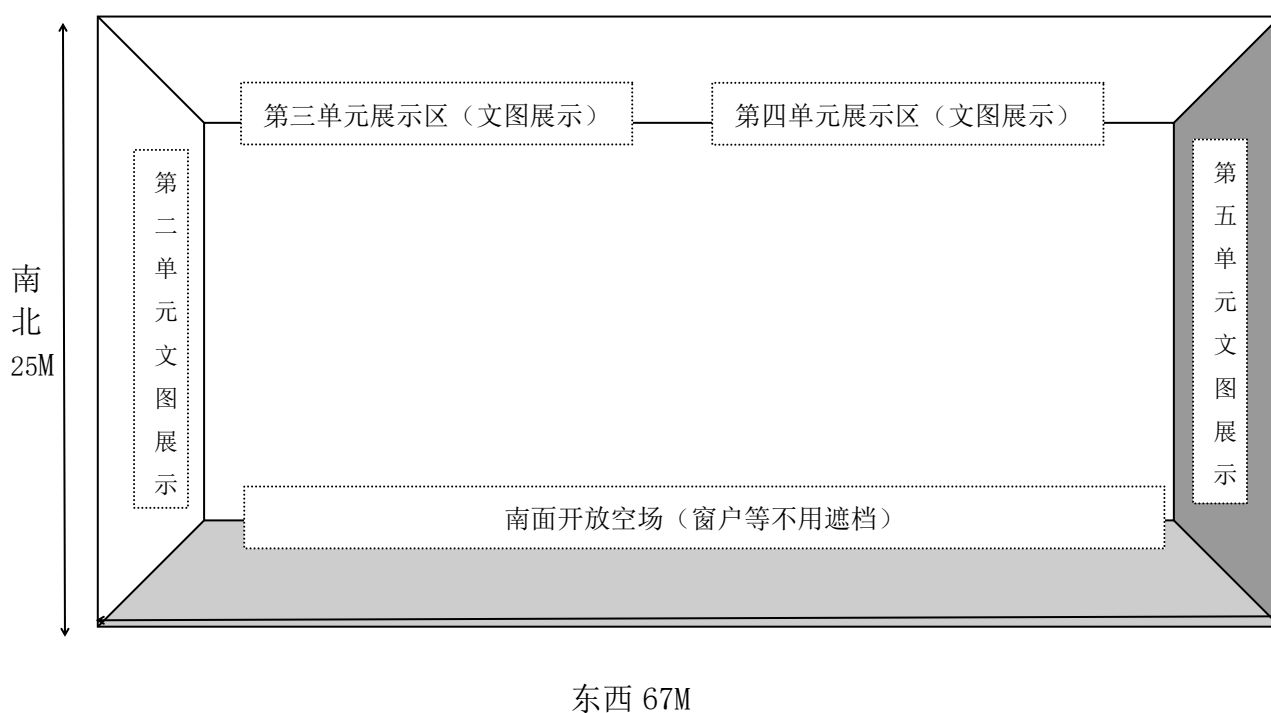 第三单元展示区（文图展示）
第四单元展示区（文图展示）
第二单元文图展示
第五单元文图展示
南北
25M
南面开放空场（窗户等不用遮档）
东西 67M